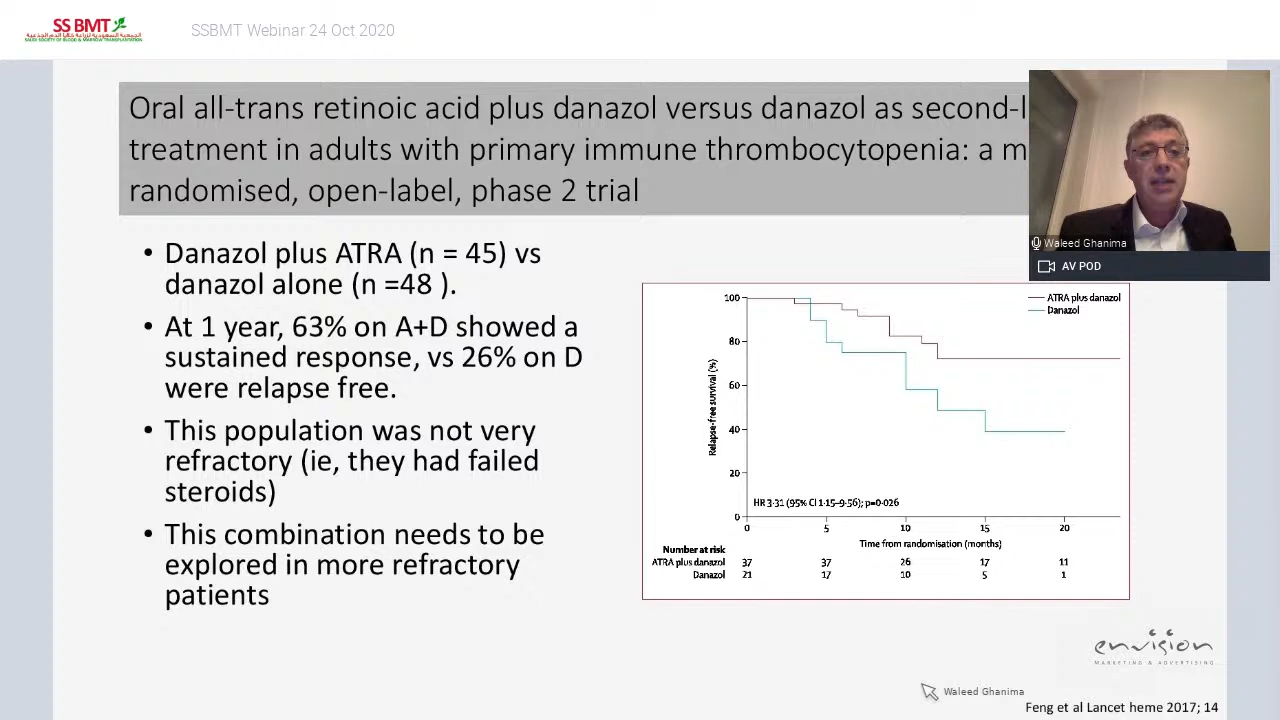 SS BMT
SAUDI SOCIETY OF BLOOD & MARROW TRANSPLANTATION
SSBMT Webinar 24 Oct 2020
Oral all-trans retinoic acid plus danazol versus danazol as second-l
treatment in adults with primary immune thrombocytopenia: a m
randomised, open-label, phase 2 trial
Waleed Ghanima
AV POD
• Danazol plus ATRA (n = 45) vs
danazol alone (n =48 ).
• At 1 year, 63% on A+D showed a
sustained response, vs 26% on D
were relapse free.
• This population was not very
refractory (ie, they had failed
steroids)
• This combination needs to be
explored in more refractory
patients
ATRA plus danazol
Danazol
Relapse-free survival (%)
100
80
60
40
20
0
HR 3·31 (95% CI 1·15–9·56); p=0·026
0 5 10 15 20
Time from randomisation (months)
Number at risk
ATRA plus danazol 37 37 26 17 11
Danazol 21 17 10 5 1
envision
MARKETING & ADVERTISING
Waleed Ghanima
Feng et al Lancet heme 2017; 14